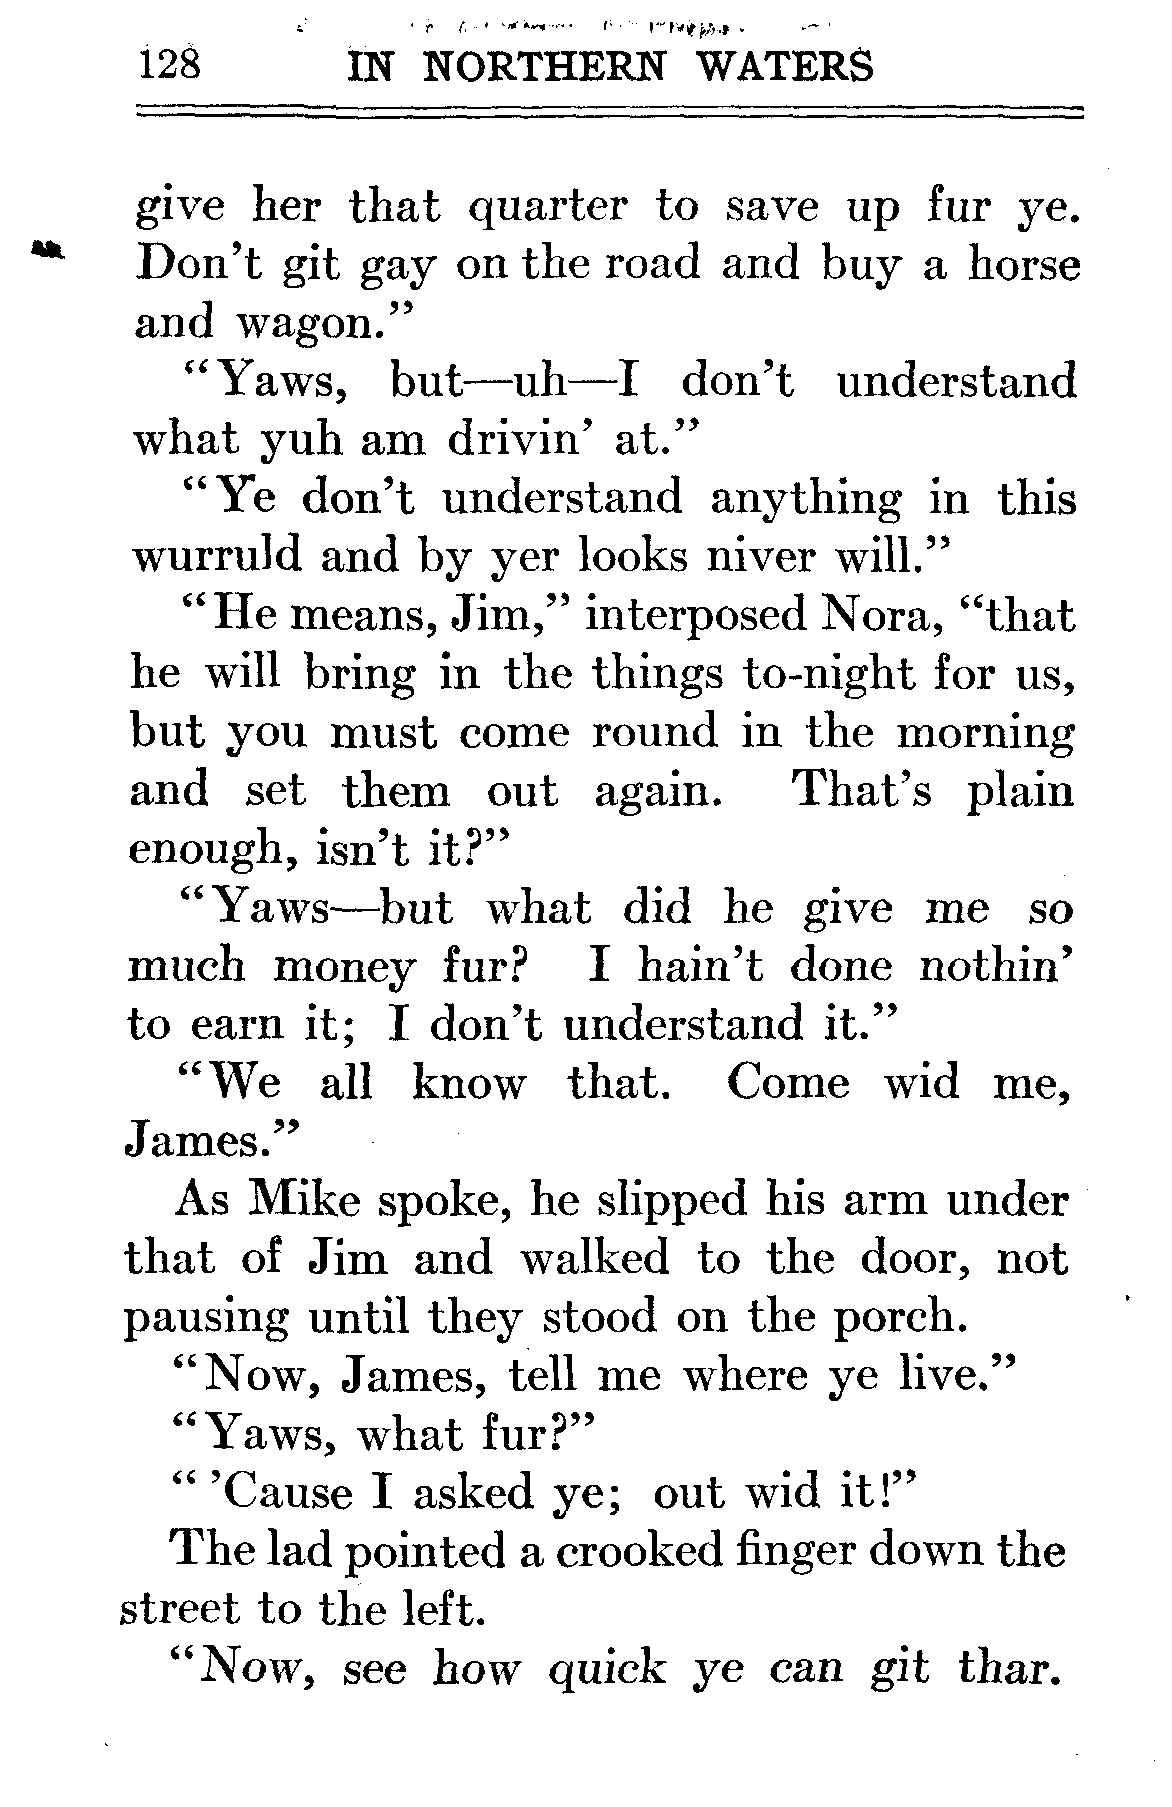 128 IN NORTHERN WATERS
give her that quarter to save up fur ye.
Don't git gay on the road and buy a horse
and wagon."
"Yaws, but—uh—I don't understand
what yuh am drivin' at."
"Ye don't understand anything in this
wurruld and by yer looks niver will."
"He means, Jim," interposed Nora, "that
he will bring in the things to-night for us,
but you must come round in the morning
and set them out again. That's plain
enough, isn't it?"
"Yaws—but what did he give me so
much money fur? I hain't done nothin'
to earn it; I don't understand it."
"We all know that. Come wid me,
James."
As Mike spoke, he slipped his arm under
that of Jim and walked to the door, not
pausing until they stood on the porch.
"Now, James, tell me where ye live."
"Yaws, what fur?"
"'Cause I asked ye; out wid it!"
The lad pointed a crooked finger down the
street to the left.
"Now, see how quick ye can git thar.